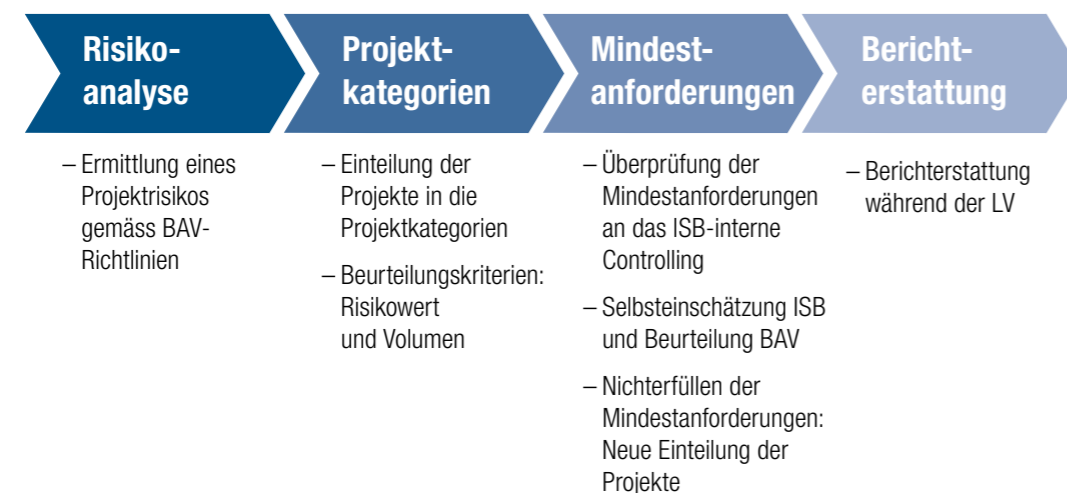 Risiko-
analyse
– Ermittlung eines
Projektrisikos
gemäss BAV-
Richtlinien
Projekt-
kategorien
– Einteilung der
Projekte in die
Projektkategorien
– Beurteilungskriterien:
Risikowert
und Volumen
Mindest-
anforderungen
– Überprüfung der
Mindestanforderungen
an das ISB-interne
Controlling
– Selbsteinschätzung ISB
und Beurteilung BAV
– Nichterfüllen der
Mindestanforderungen:
Neue Einteilung der
Projekte
Bericht-
erstattung
– Berichterstattung
während der LV